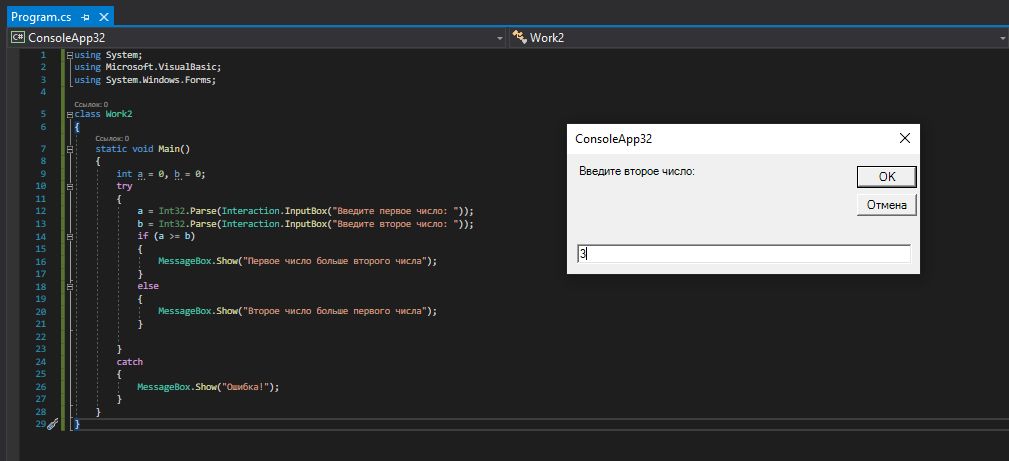 Program.cs
ConsoleApp32
Work2
1 using System;
2 using Microsoft.VisualBasic;
3 using System.Windows.Forms;
4
Ссылок: 0
5 class Work2
6 {
Ссылок: 0
7 static void Main()
8 {
9 int a = 0, b = 0;
10 try
11 {
12 a = Int32.Parse(Interaction.InputBox("Введите первое число: "));
13 b = Int32.Parse(Interaction.InputBox("Введите второе число: "));
14 if (a >= b)
15 {
16 MessageBox.Show("Первое число больше второго числа");
17 }
18 else
19 {
20 MessageBox.Show("Второе число больше первого числа");
21 }
22
23 }
24 catch
25 {
26 MessageBox.Show("Ошибка!");
27 }
28 }
29 }
ConsoleApp32
Введите второе число:
OK
Отмена
3